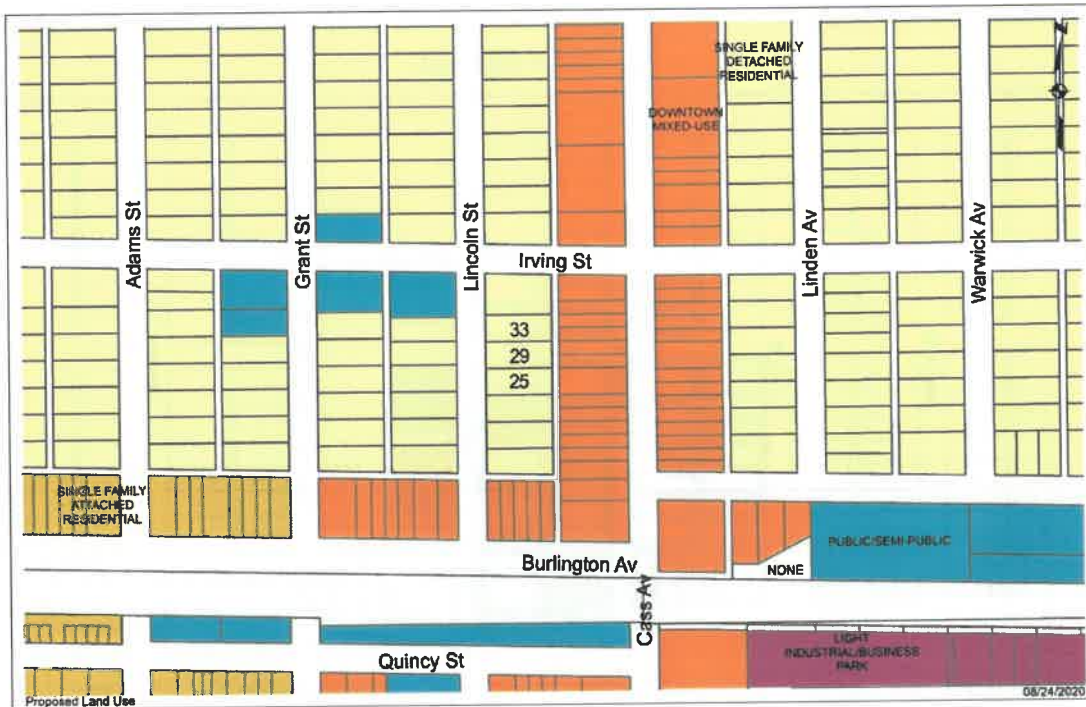 SINGLE FAMILY
DETACHED
RESIDENTIAL
N
DOWNTOWN
MIXED-USE
Adams St
Grant St
Lincoln St
Irving St
Linden Av
Warwick Av
33
29
25
SINGLE FAMILY
ATTACHED
RESIDENTIAL
PUBLIC/SEMI-PUBLIC
Burlington Av
NONE
Cass Av
LIGHT
INDUSTRIAL/BUSINESS
PARK
Quincy St
Proposed Land Use
08/24/2020